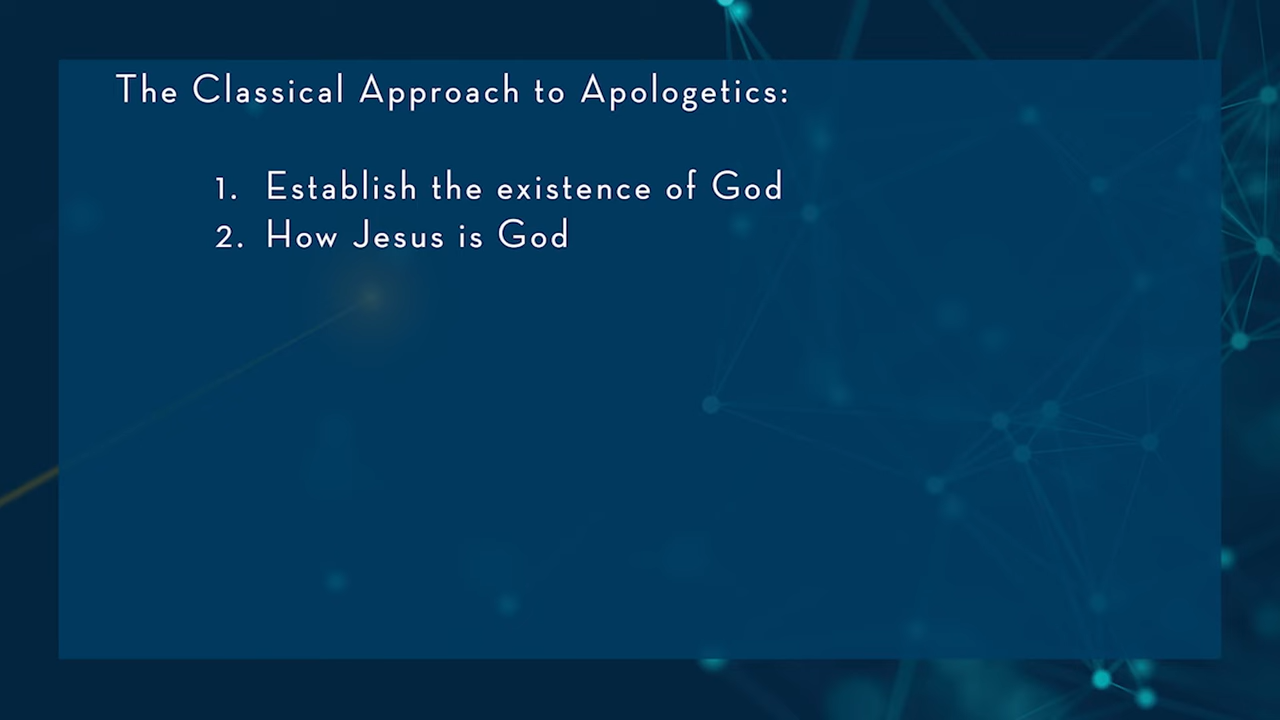 The Classical Approach to Apologetics:
1. Establish the existence of God
2. How Jesus is God